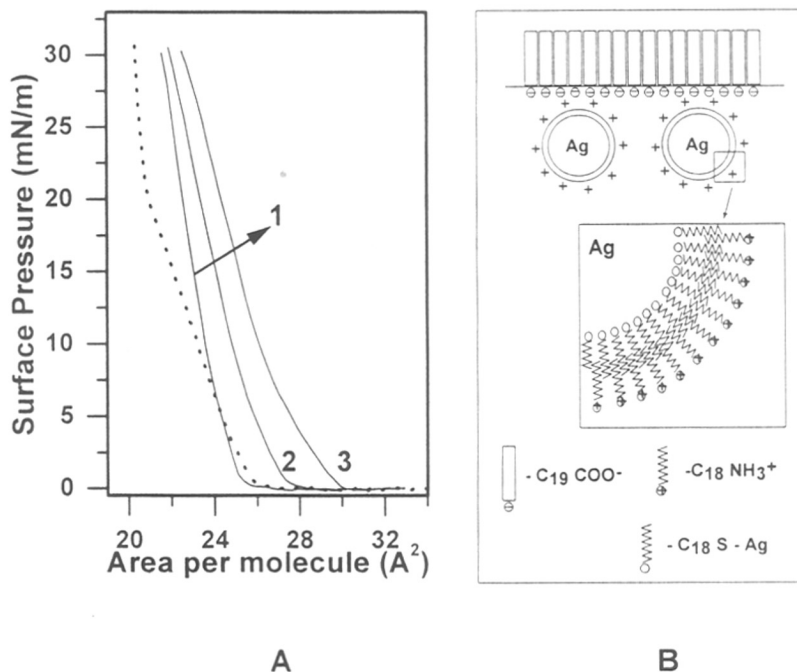 Surface Pressure (mN/m)
30
25
20
15
10
5
0
1
2
3
20
24
28
32
Area per molecule (A²)
A
Ag
Ag
+ + + + + + + + + +
+ + + + + + + + + +
Ag
- C19 COO-
-C18 NH3+
- C18 S - Ag
B